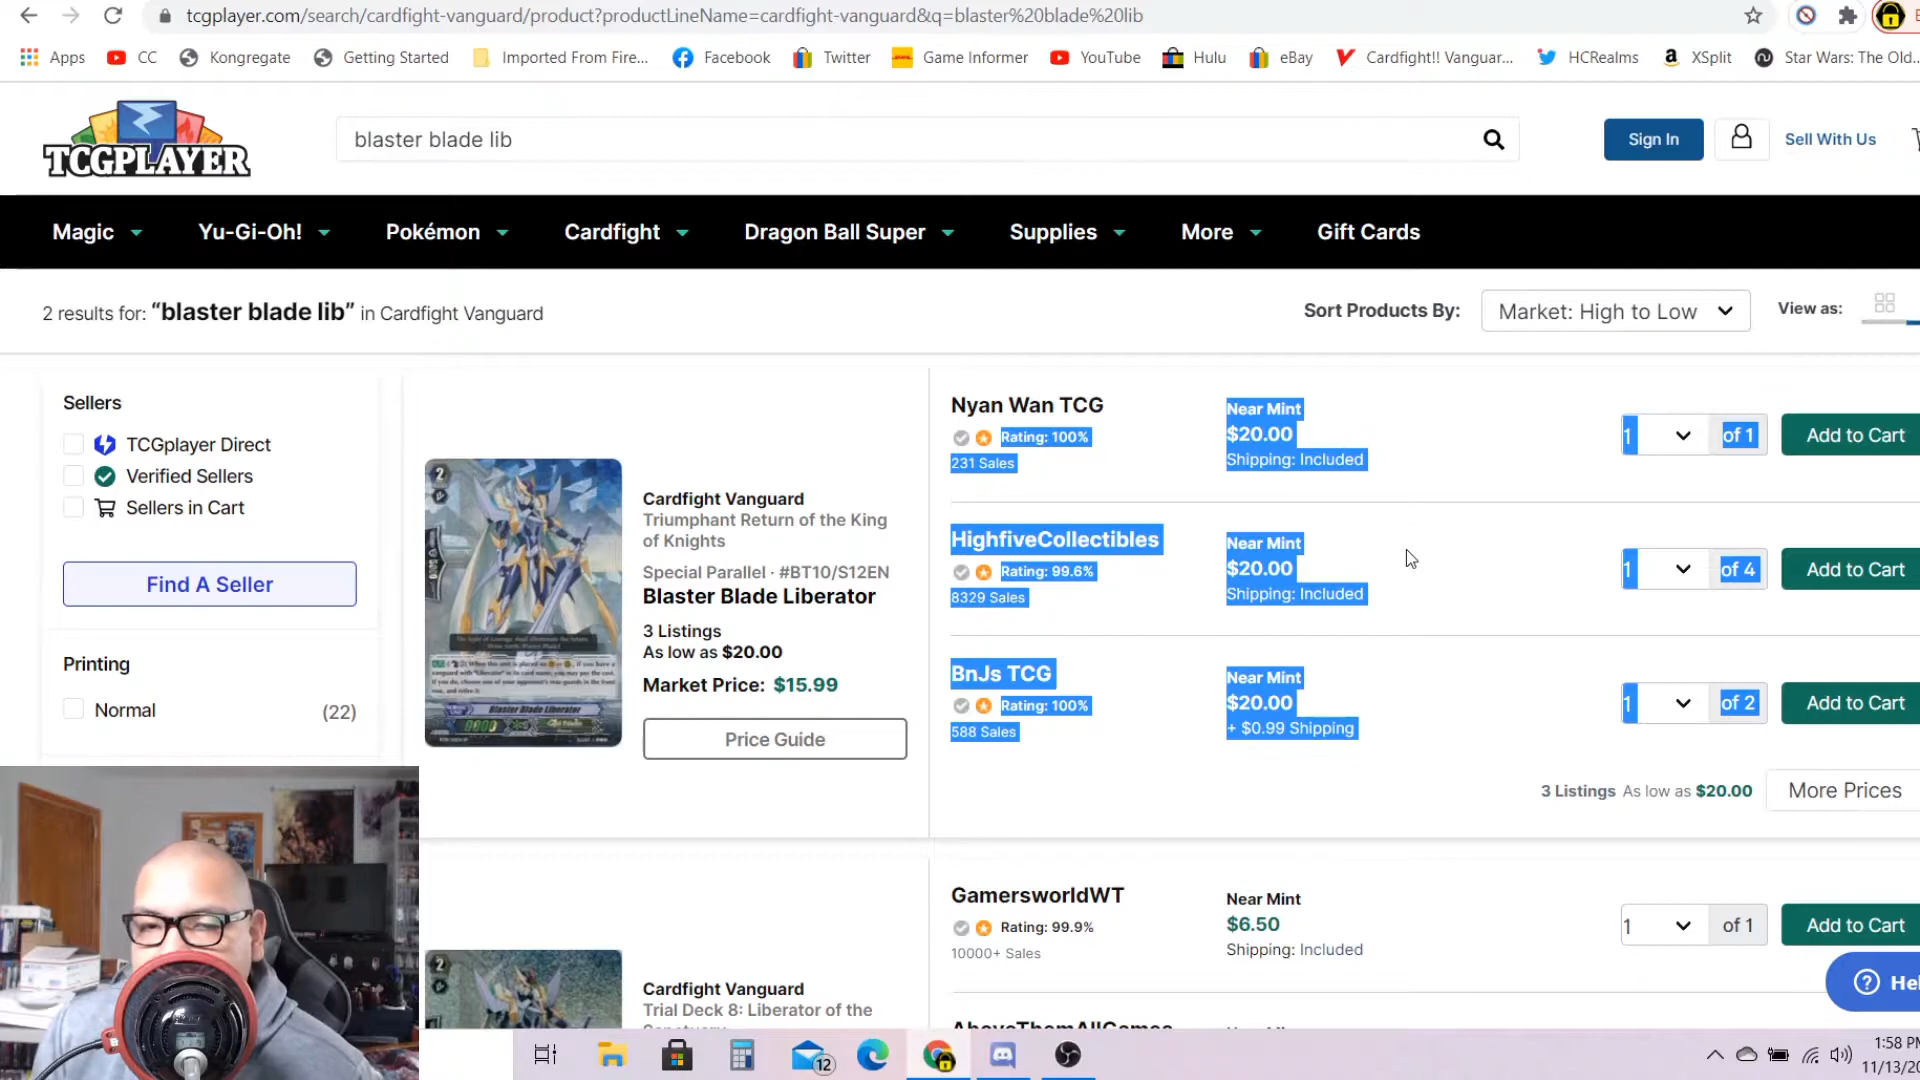 tcgplayer.com/search/cardfight-vanguard/product?productLineName=cardfight-vanguard&q=blaster%20blade%20lib
Apps CC Kongregate Getting Started Imported From Fire... Facebook Twitter Game Informer YouTube Hulu eBay Cardfight!! Vanguar... HCRealms XSplit Star Wars: The Old...
TCGPLAYER
blaster blade lib
Sign In
Sell With Us
Magic Yu-Gi-Oh! Pokémon Cardfight Dragon Ball Super Supplies More Gift Cards
2 results for: “blaster blade lib” in Cardfight Vanguard
Sort Products By: Market: High to Low View as:
Sellers
TCGplayer Direct
Verified Sellers
Sellers in Cart
Find A Seller
Printing
Normal (22)
Cardfight Vanguard
Triumphant Return of the King
of Knights
Special Parallel · #BT10/S12EN
Blaster Blade Liberator
3 Listings
As low as $20.00
Market Price: $15.99
Price Guide
Blaster Blade Liberator
Nyan Wan TCG
Rating: 100%
231 Sales
Near Mint
$20.00
Shipping: Included
1 of 1 Add to Cart
HighfiveCollectibles
Rating: 99.6%
8329 Sales
Near Mint
$20.00
Shipping: Included
1 of 4 Add to Cart
BnJs TCG
Rating: 100%
588 Sales
Near Mint
$20.00
+ $0.99 Shipping
1 of 2 Add to Cart
3 Listings As low as $20.00 More Prices
Cardfight Vanguard
Trial Deck 8: Liberator of the
GamersworldWT
Rating: 99.9%
10000+ Sales
Near Mint
$6.50
Shipping: Included
1 of 1 Add to Cart
Hel
AboveThemAllGames
12
1:58 PM
11/13/20